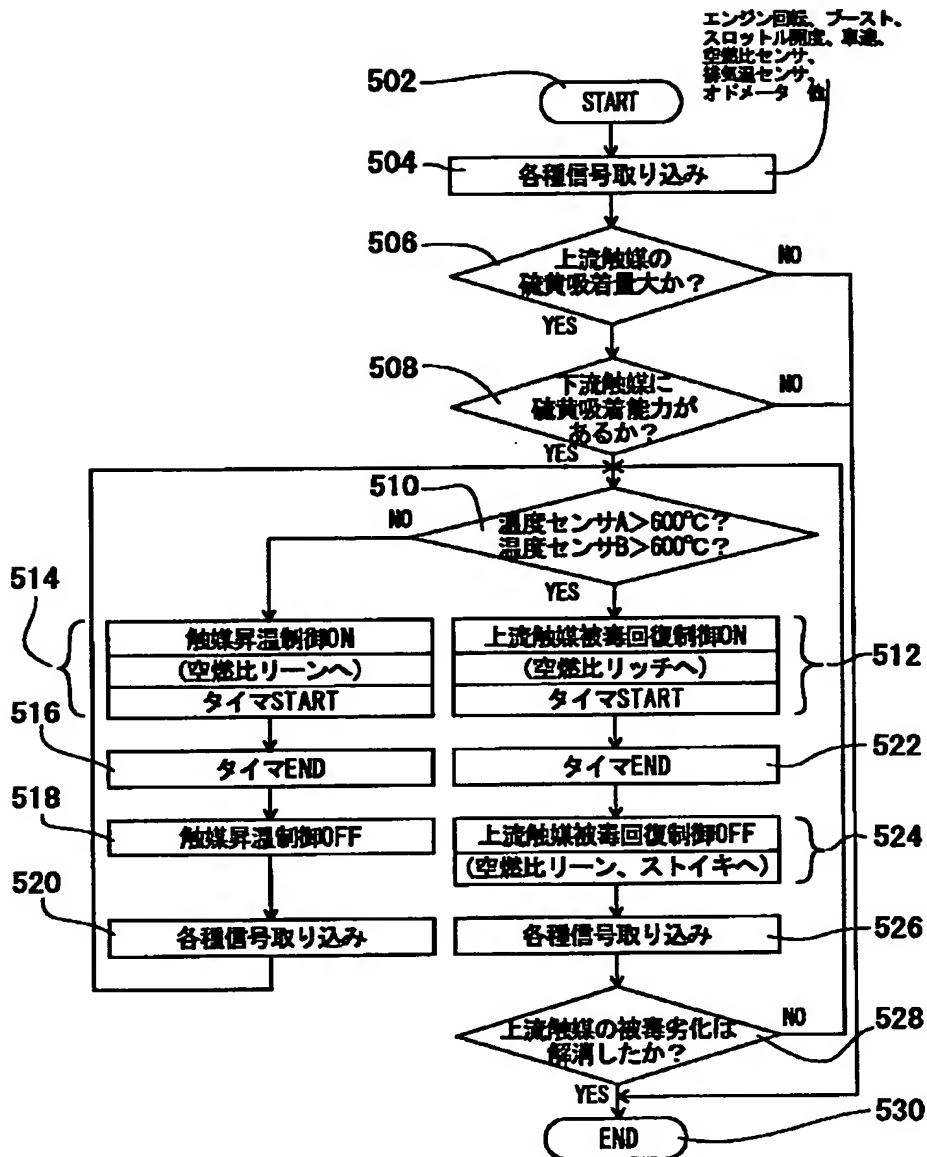 エンジン回転、ブースト、
スロットル開度、車速、
空燃比センサ、
排気温センサ、
オドメータ 他
502
START
504
各種信号取り込み
506
上流触媒の
硫黄吸着量大か?
NO
YES
508
下流触媒に
硫黄吸着能力が
あるか?
NO
YES
510
温度センサA>600℃?
温度センサB>600℃?
NO
YES
514
触媒昇温制御ON
(空燃比リーンへ)
タイマSTART
上流触媒被毒回復制御ON
(空燃比リッチへ)
タイマSTART
512
516
タイマEND
タイマEND
522
518
触媒昇温制御OFF
上流触媒被毒回復制御OFF
(空燃比リーン、ストイキへ)
524
520
各種信号取り込み
各種信号取り込み
526
上流触媒の被毒劣化は
解消したか?
NO
528
YES
END
530